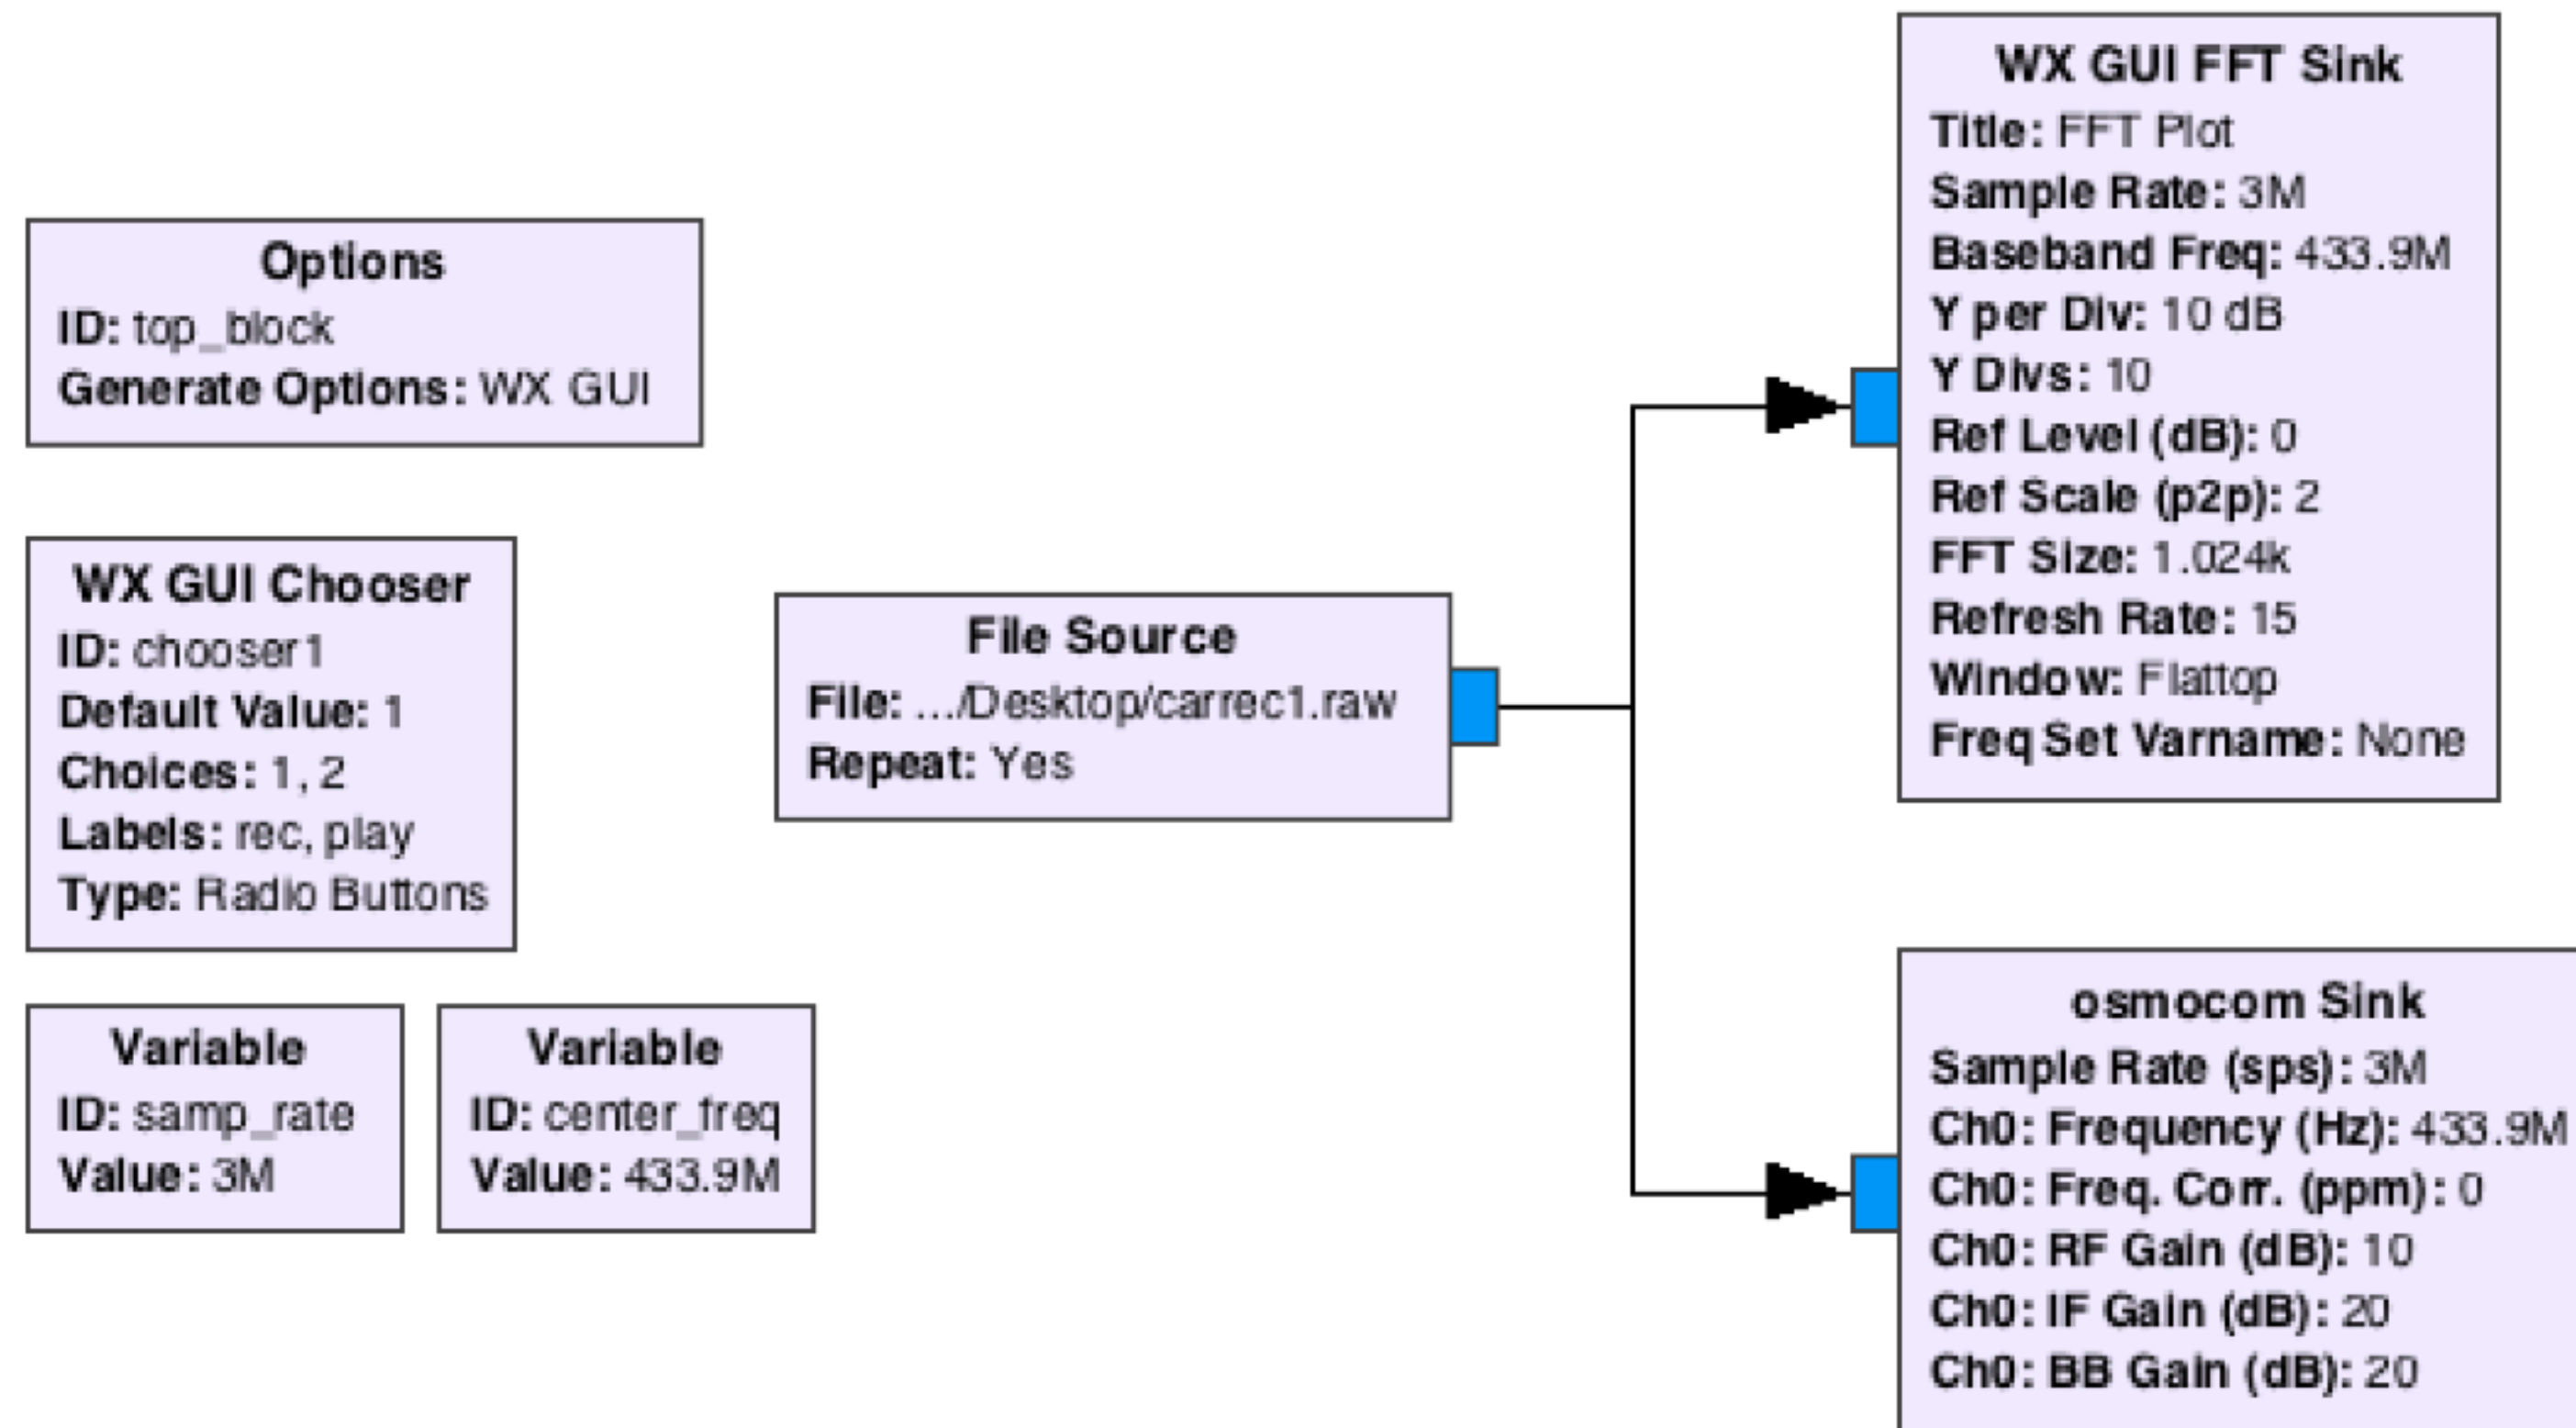 Options
ID: top_block
Generate Options: WX GUI
WX GUI Chooser
ID: chooser1
Default Value: 1
Choices: 1, 2
Labels: rec, play
Type: Radio Buttons
Variable
ID: samp_rate
Value: 3M
Variable
ID: center_freq
Value: 433.9M
File Source
File: .../Desktop/carrec1.raw
Repeat: Yes
WX GUI FFT Sink
Title: FFT Plot
Sample Rate: 3M
Baseband Freq: 433.9M
Y per Div: 10 dB
Y Divs: 10
Ref Level (dB): 0
Ref Scale (p2p): 2
FFT Size: 1.024k
Refresh Rate: 15
Window: Flattop
Freq Set Varname: None
osmocom Sink
Sample Rate (sps): 3M
Ch0: Frequency (Hz): 433.9M
Ch0: Freq. Corr. (ppm): 0
Ch0: RF Gain (dB): 10
Ch0: IF Gain (dB): 20
Ch0: BB Gain (dB): 20